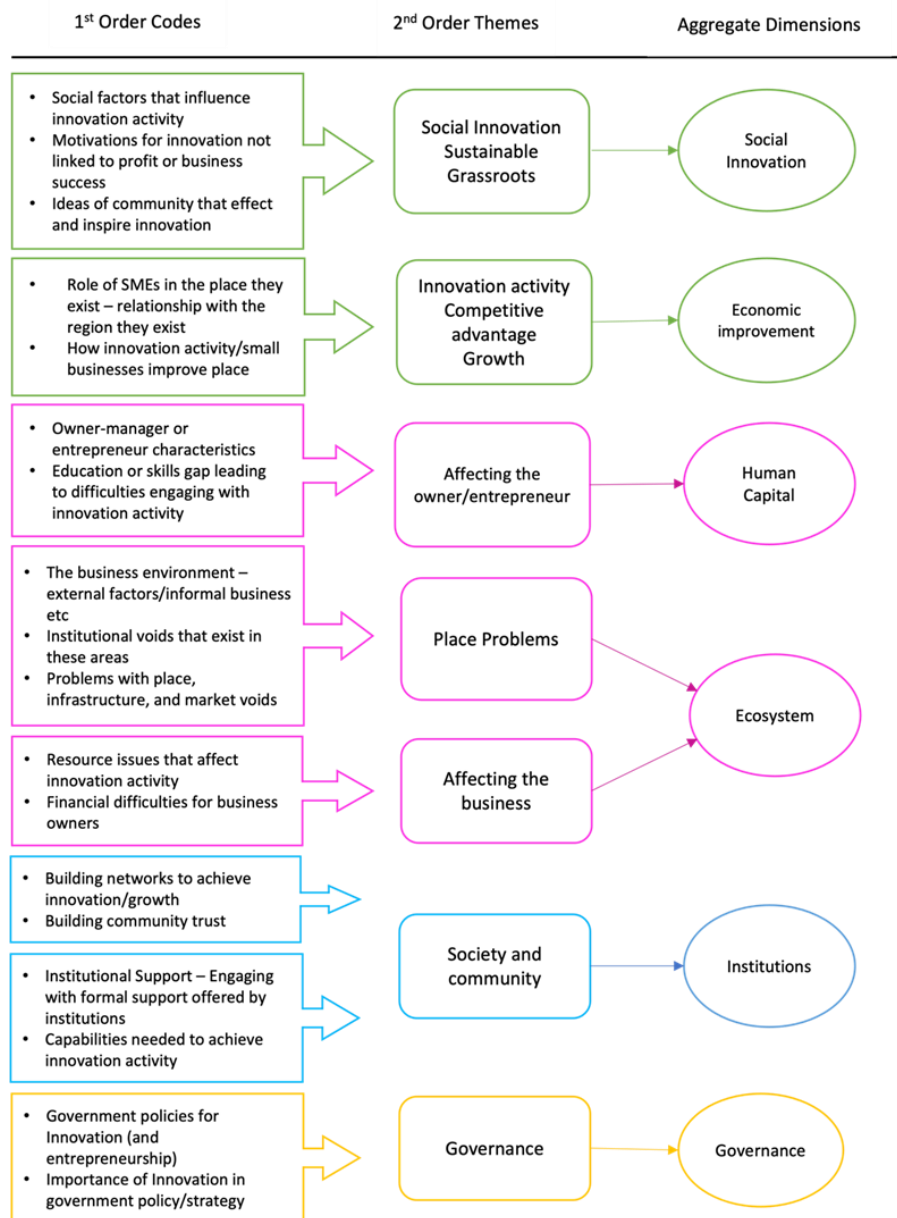 1st Order Codes
2nd Order Themes
Aggregate Dimensions
• Social factors that influence
innovation activity
• Motivations for innovation not
linked to profit or business
success
• Ideas of community that effect
and inspire innovation
Social Innovation
Sustainable
Grassroots
Social
Innovation
• Role of SMEs in the place they
exist – relationship with the
region they exist
• How innovation activity/small
businesses improve place
Innovation activity
Competitive
advantage
Growth
Economic
improvement
• Owner-manager or
entrepreneur characteristics
• Education or skills gap leading
to difficulties engaging with
innovation activity
Affecting the
owner/entrepreneur
Human
Capital
• The business environment –
external factors/informal business
etc
• Institutional voids that exist in
these areas
• Problems with place,
infrastructure, and market voids
Place Problems
Ecosystem
• Resource issues that affect
innovation activity
• Financial difficulties for business
owners
Affecting the
business
• Building networks to achieve
innovation/growth
• Building community trust
Society and
community
Institutions
• Institutional Support – Engaging
with formal support offered by
institutions
• Capabilities needed to achieve
innovation activity
• Government policies for
Innovation (and
entrepreneurship)
• Importance of Innovation in
government policy/strategy
Governance
Governance